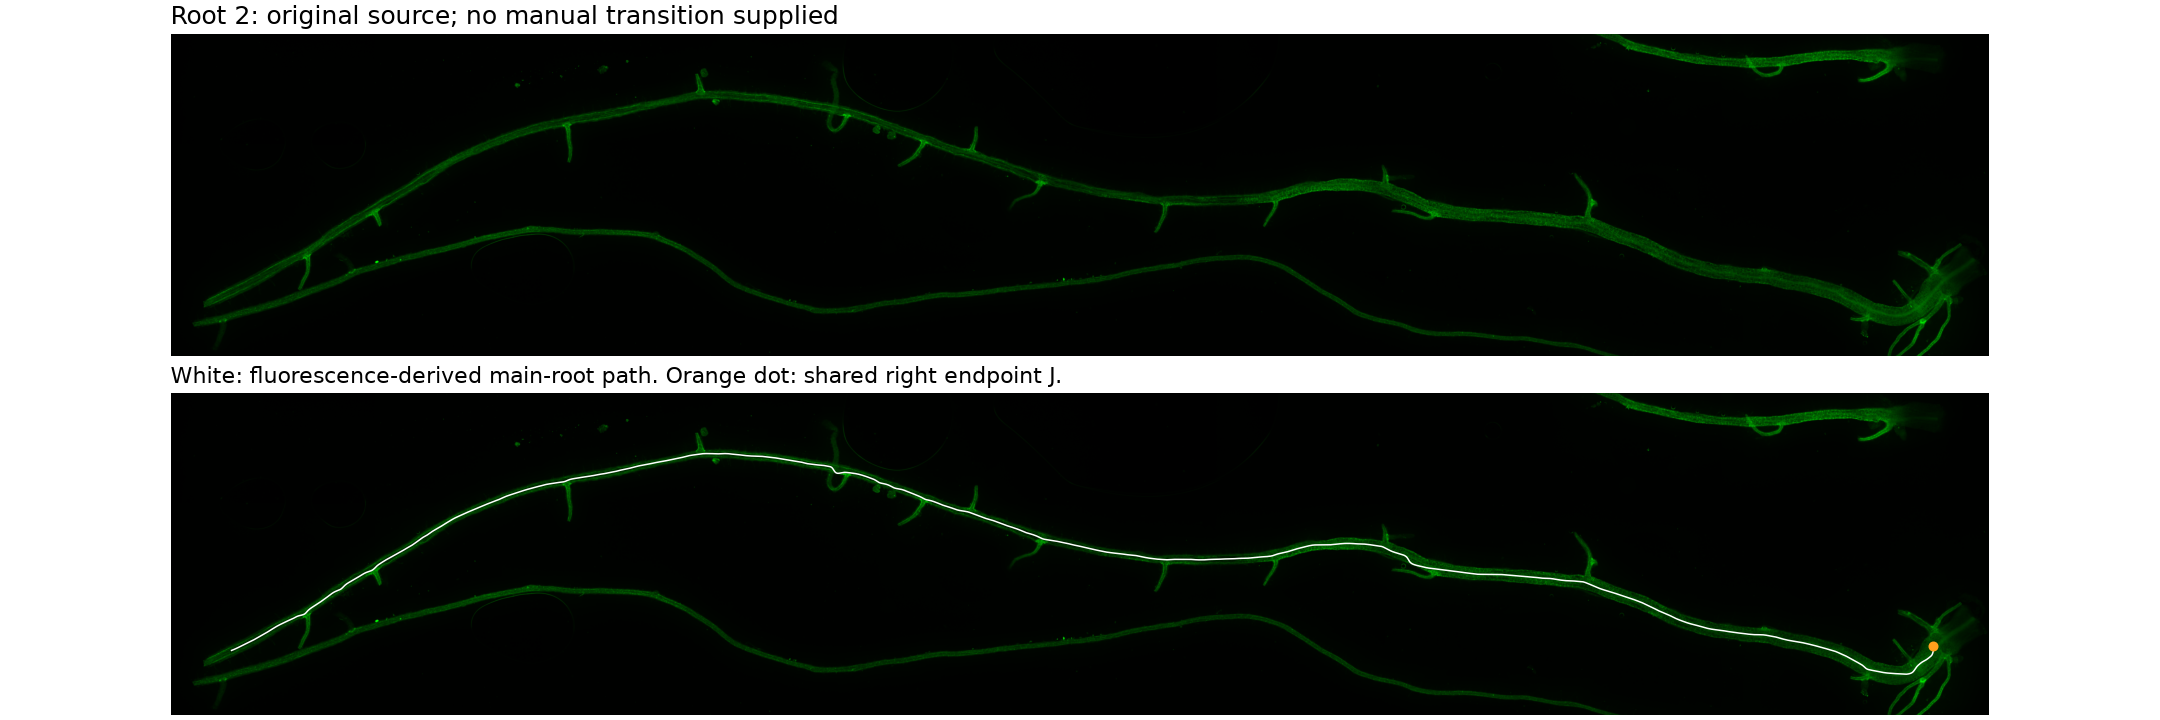 Root 2: original source; no manual transition supplied
White: fluorescence-derived main-root path. Orange dot: shared right endpoint J.